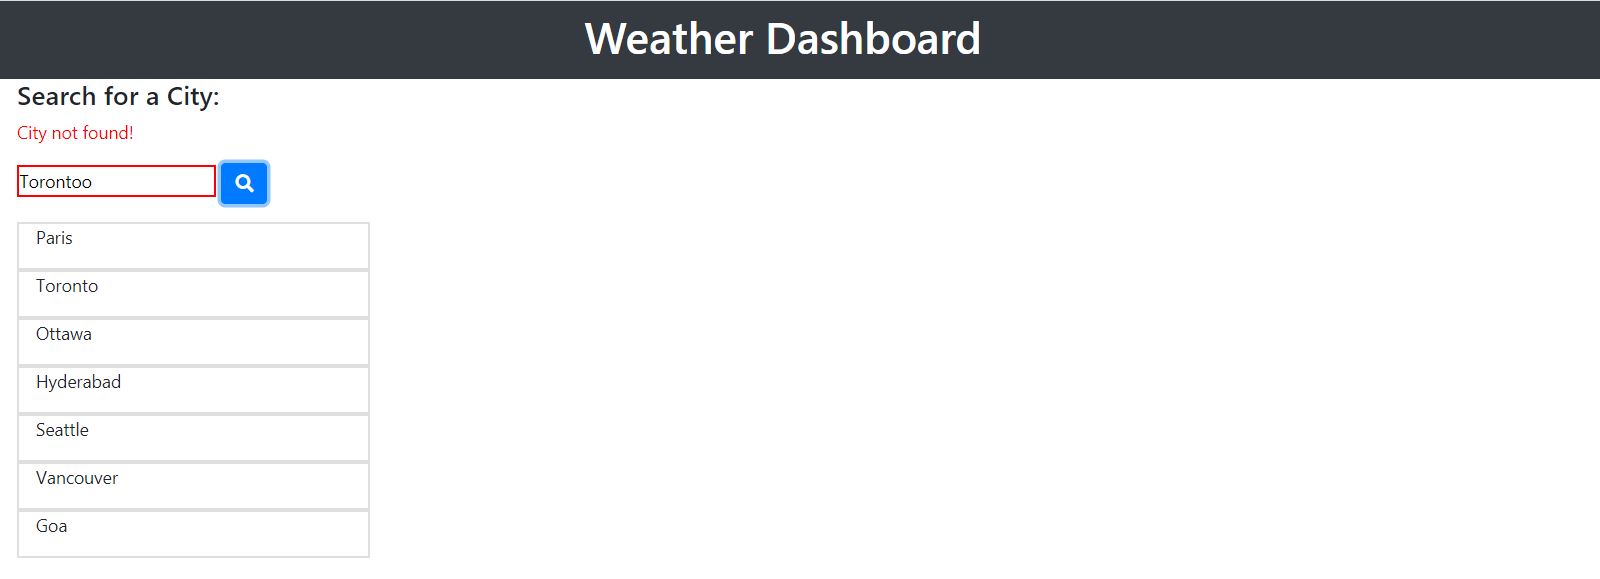 Weather Dashboard
Search for a City:
City not found!
Torontoo
Paris
Toronto
Ottawa
Hyderabad
Seattle
Vancouver
Goa